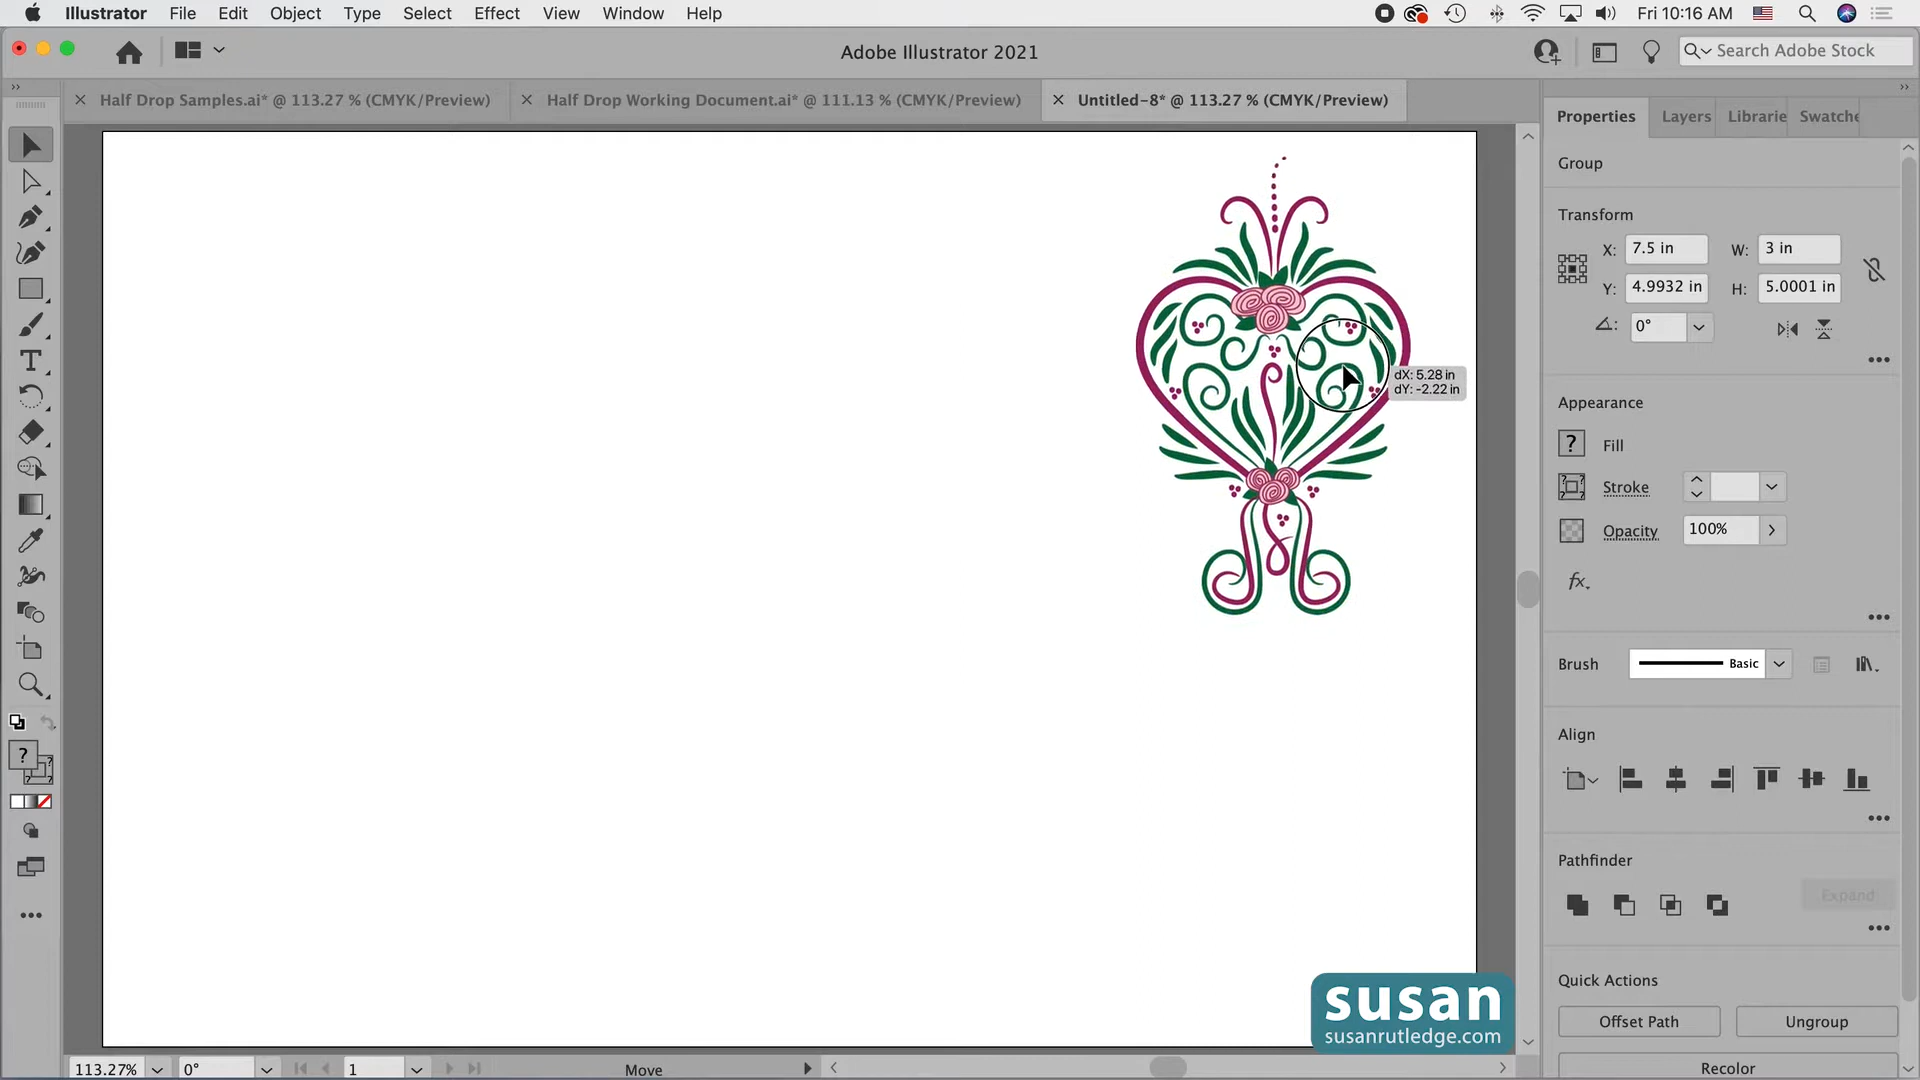 Illustrator File Edit Object Type Select Effect View Window Help
Fri 10:16 AM
Adobe Illustrator 2021
Search Adobe Stock
Half Drop Samples.ai* @ 113.27 % (CMYK/Preview)
Half Drop Working Document.ai* @ 111.13 % (CMYK/Preview)
Untitled-8* @ 113.27 % (CMYK/Preview)
Properties Layers Librarie Swatche
Group
Transform
X: 7.5 in W: 3 in
Y: 4.9932 in H: 5.0001 in
0°
dX: 5.28 in
dY: -2.22 in
Appearance
? Fill
Stroke
Opacity 100%
fx.
Brush Basic
Align
Pathfinder
Expand
Quick Actions
Offset Path Ungroup
Recolor
susan
susanrutledge.com
113.27% 0° 1 Move